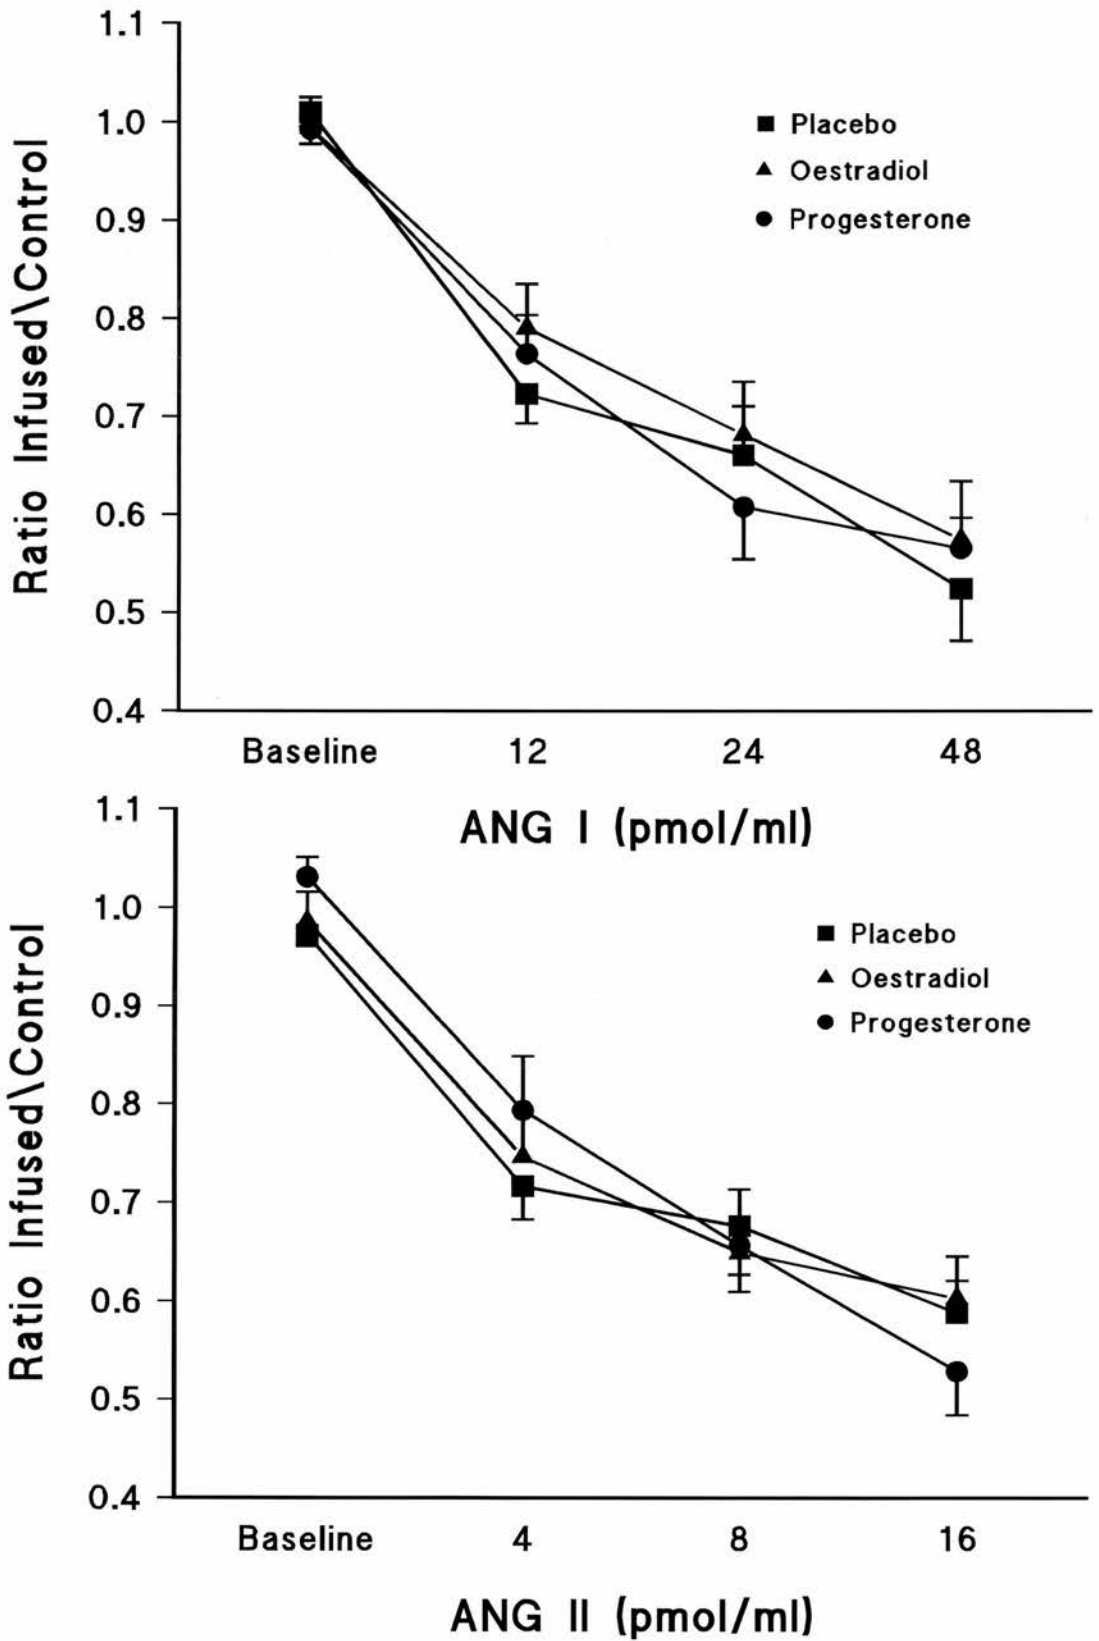 1.1
1.0
0.9
0.8
0.7
0.6
0.5
0.4
Ratio Infused\Control
Placebo
Oestradiol
Progesterone
Baseline 12 24 48
ANG I (pmol/ml)
1.1
1.0
0.9
0.8
0.7
0.6
0.5
0.4
Ratio Infused\Control
Placebo
Oestradiol
Progesterone
Baseline 4 8 16
ANG II (pmol/ml)